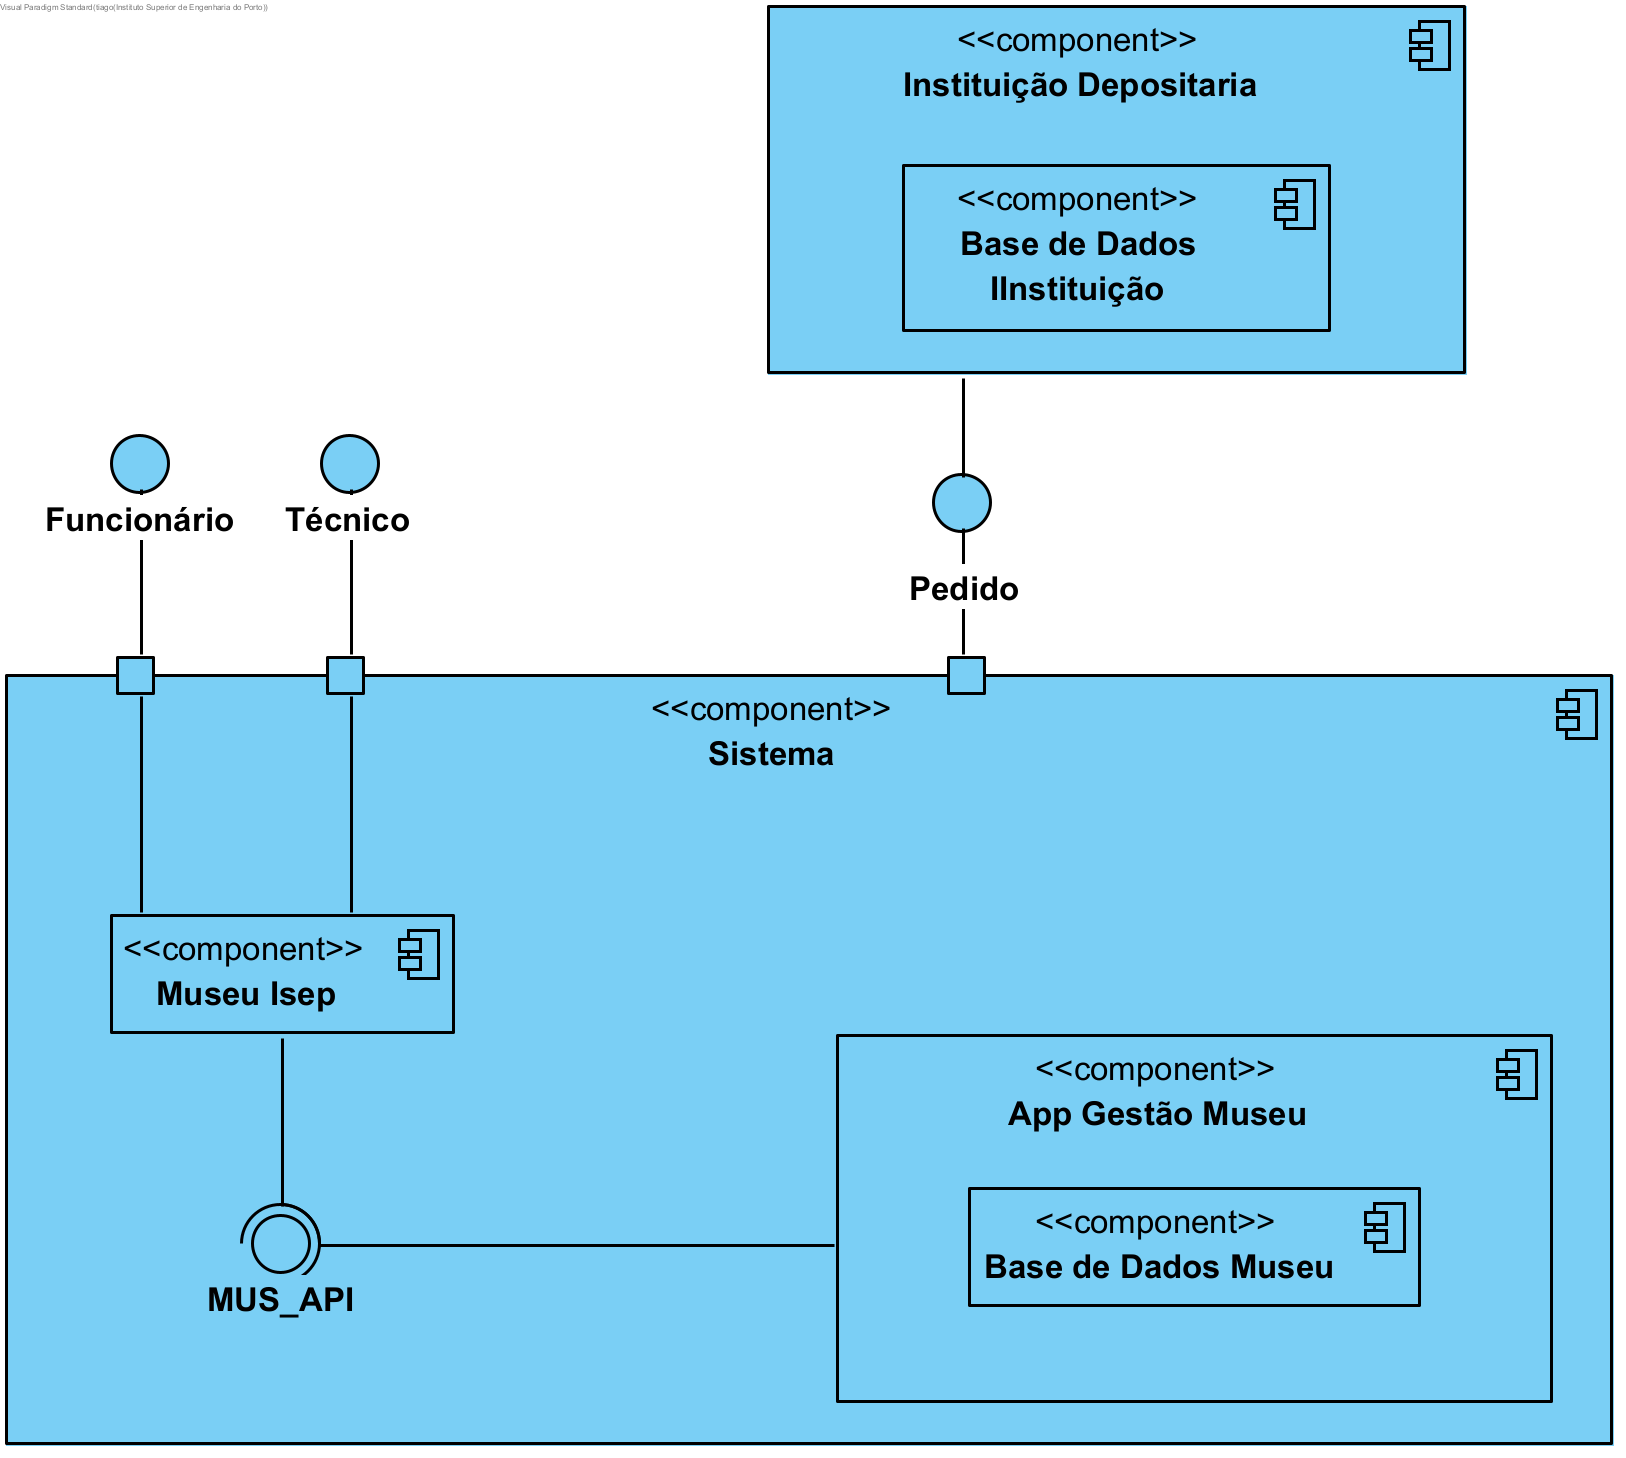 Visual Paradigm Standard(tiago(Instituto Superior de Engenharia do Porto))
<<component>>
Instituição Depositaria
<<component>>
Base de Dados
IInstituição
Funcionário
Técnico
Pedido
<<component>>
Sistema
<<component>>
Museu Isep
<<component>>
App Gestão Museu
<<component>>
Base de Dados Museu
MUS_API